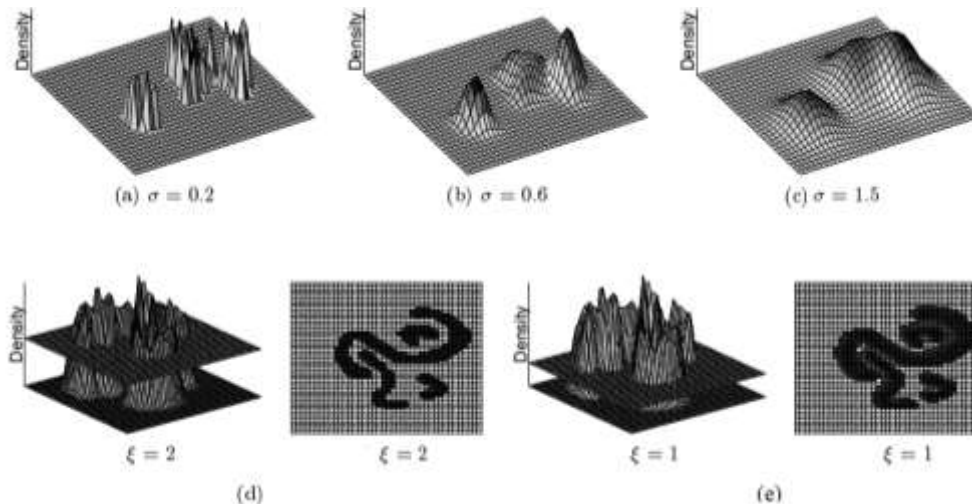 Density
Density
Density
(a) σ = 0.2
(b) σ = 0.6
(c) σ = 1.5
Density
Density
ξ = 2
ξ = 2
ξ = 1
ξ = 1
(d)
(e)